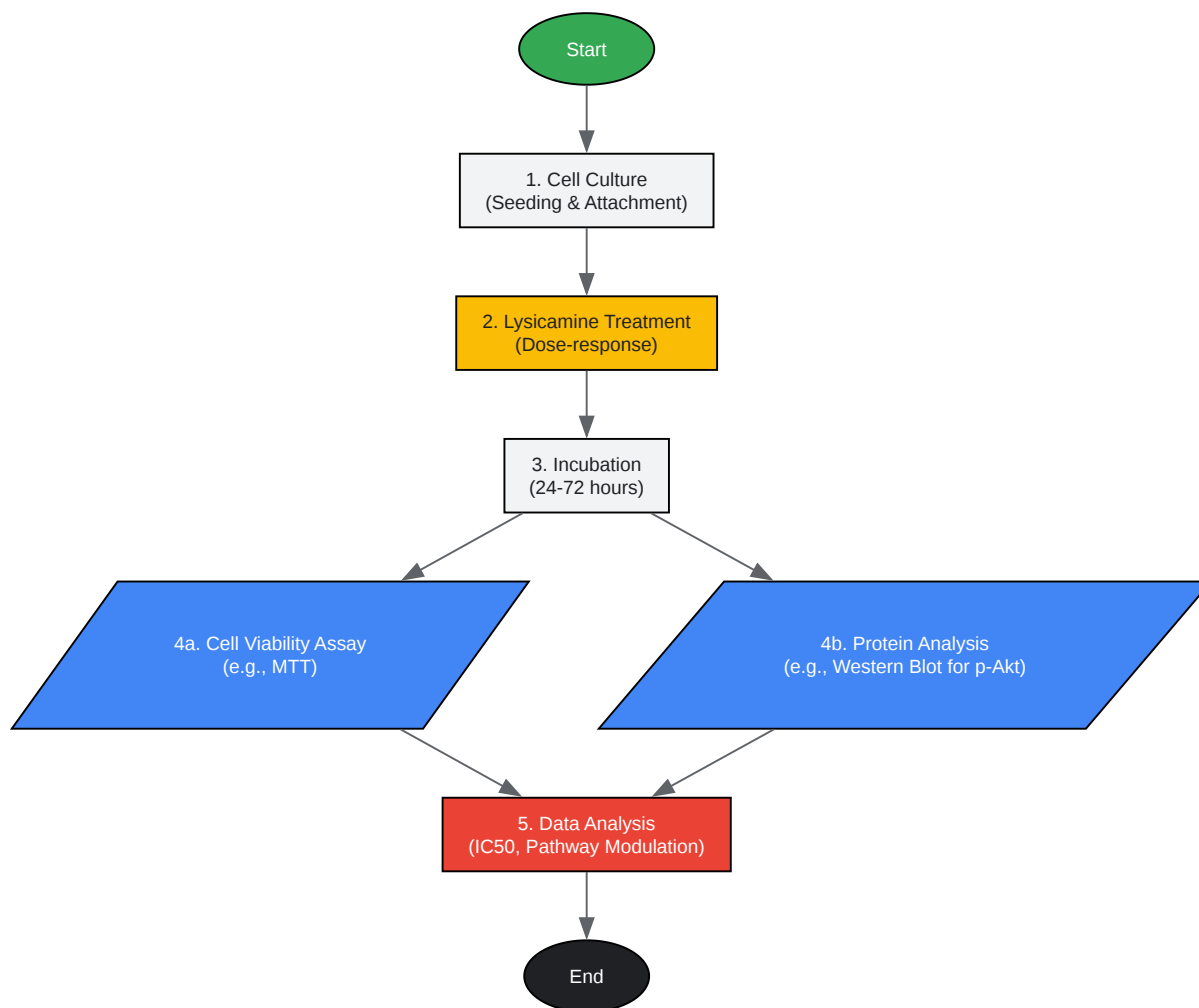 Start
1. Cell Culture
(Seeding & Attachment)
2. Lysicamine Treatment
(Dose-response)
3. Incubation
(24-72 hours)
4a. Cell Viability Assay
(e.g., MTT)
4b. Protein Analysis
(e.g., Western Blot for p-Akt)
5. Data Analysis
(IC50, Pathway Modulation)
End